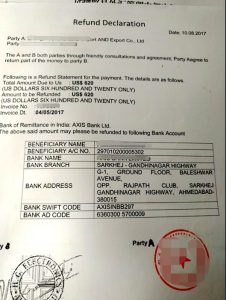 Refund Declaration
Date: 10.08.2017
Party A: ORT AND Export Co., Ltd
Party
The A and B both parties through friendly consultations and agreement, Party Aagree to
return part of the money to party B.
Following is a Refund Statement for the payment. The details are as follows.
Total Amount Due to Us : US$ 620
(US DOLLARS SIX HUNDRED AND TWENTY ONLY)
Amount to be Refunded : US$ 620
(US DOLLARS SIX HUNDRED AND TWENTY ONLY)
Invoice No.
Invoice Dt. 04/05/2017
Bank of Remittance in India: AXIS Bank Ltd.
The above said amount may please be refunded to following Bank Account
BENEFICIARY NAME
BENEFICIARY A/C NO. 297010200005302
BANK NAME
BANK BRANCH SARKHEJ - GANDHINAGAR HIGHWAY
BANK ADDRESS G-1, GROUND FLOOR, BALESHWAR
AVENUE,
OPP. RAJPATH CLUB, SARKHEJ
GANDHINAGAR HIGHWAY, AHMEDABAD-
380015
BANK SWIFT CODE AXISINBB297
BANK AD CODE 6360300 5700009
Party A